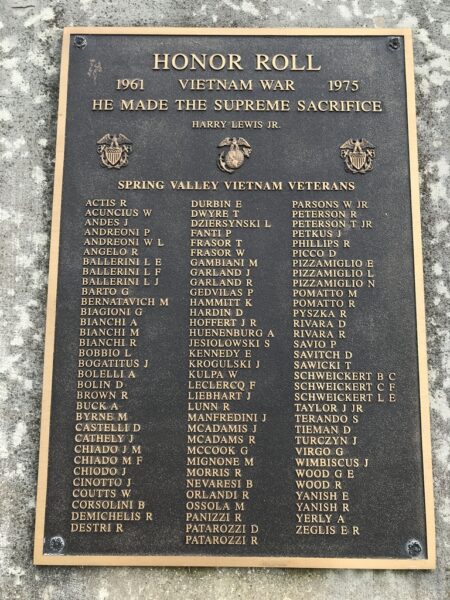 HONOR ROLL
1961 VIETNAM WAR 1975
HE MADE THE SUPREME SACRIFICE
HARRY LEWIS JR.
SPRING VALLEY VIETNAM VETERANS
ACTIS R
ACUNCIUS W
ANDES J
ANDREONI P
ANDREONI W L
ANGELO R
BALLERINI L E
BALLERINI L F
BALLERINI L J
BARTO G
BERNATAVICH M
BIAGIONI G
BIANCHI A
BIANCHI M
BIANCHI R
BOBBIO L
BOGATITUS J
BOLELLI A
BOLIN D
BROWN R
BUCK A
BYRNE M
CASTELLI D
CATHELY J
CHIADO J M
CHIADO M F
CHIODO J
CINOTTO J
COUTTS W
CORSOLINI B
DEMICHELIS R
DESTRI R
DURBIN E
DWYRE T
DZIERSYNSKI L
FANTI P
FRASOR T
FRASOR W
GAMBIANI M
GARLAND J
GARLAND R
GEDVILAS P
HAMMITT K
HARDIN D
HOFFERT J R
HUENENBURG A
JESIOLOWSKI S
KENNEDY E
KROGULSKI J
KULPA W
LECLERCQ F
LIEBHART J
LUNN R
MANFREDINI J
MCADAMIS J
MCADAMS R
MCCOOK G
MIGNONE M
MORRIS R
NEVARESI B
ORLANDI R
OSSOLA M
PANIZZI R
PATAROZZI D
PATAROZZI R
PARSONS W JR
PETERSON R
PETERSON T JR
PETKUS J
PHILLIPS R
PICCO D
PIZZAMIGLIO E
PIZZAMIGLIO L
PIZZAMIGLIO N
POMATTO M
POMATTO R
PYSZKA R
RIVARA D
RIVARA R
SAVIO P
SAVITCH D
SAWICKI T
SCHWEICKERT B C
SCHWEICKERT C F
SCHWEICKERT L E
TAYLOR J JR
TERANDO S
TIEMAN D
TURCZYN J
VIRGO G
WIMBISCUS J
WOOD G E
WOOD R
YANISH E
YANISH R
YERLY A
ZEGLIS E R